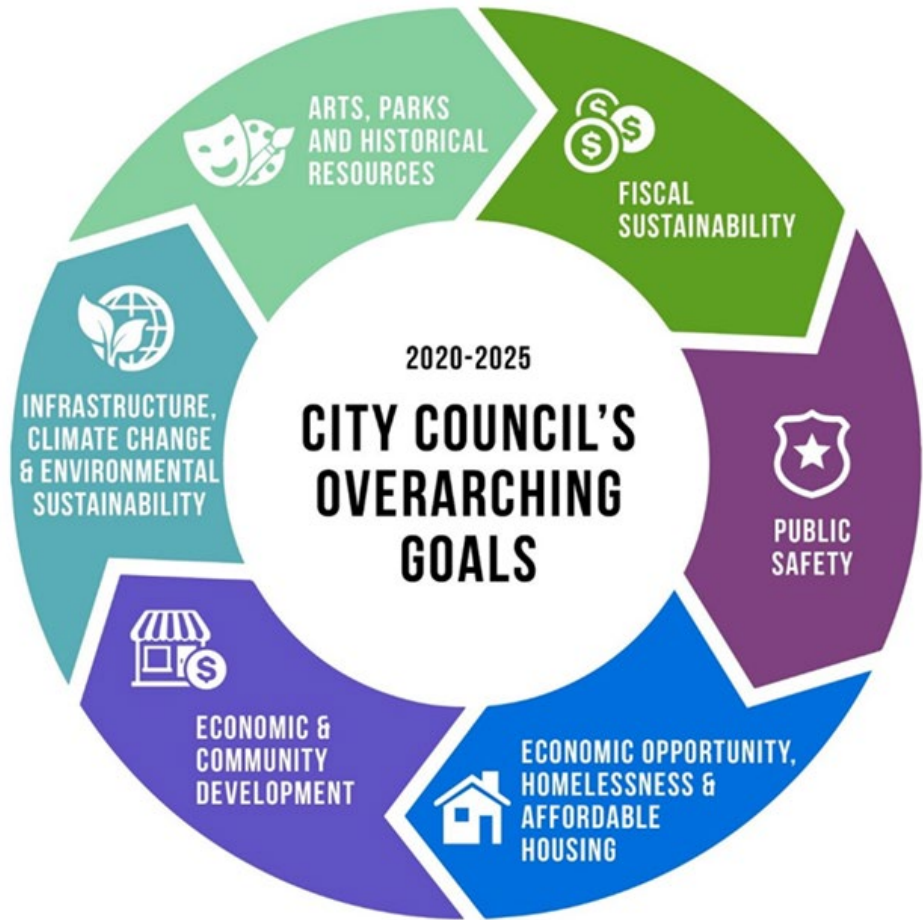 2020-2025
CITY COUNCIL'S
OVERARCHING
GOALS
FISCAL
SUSTAINABILITY
PUBLIC
SAFETY
ECONOMIC OPPORTUNITY,
HOMELESSNESS &
AFFORDABLE
HOUSING
ECONOMIC &
COMMUNITY
DEVELOPMENT
INFRASTRUCTURE,
CLIMATE CHANGE
& ENVIRONMENTAL
SUSTAINABILITY
ARTS, PARKS
AND HISTORICAL
RESOURCES